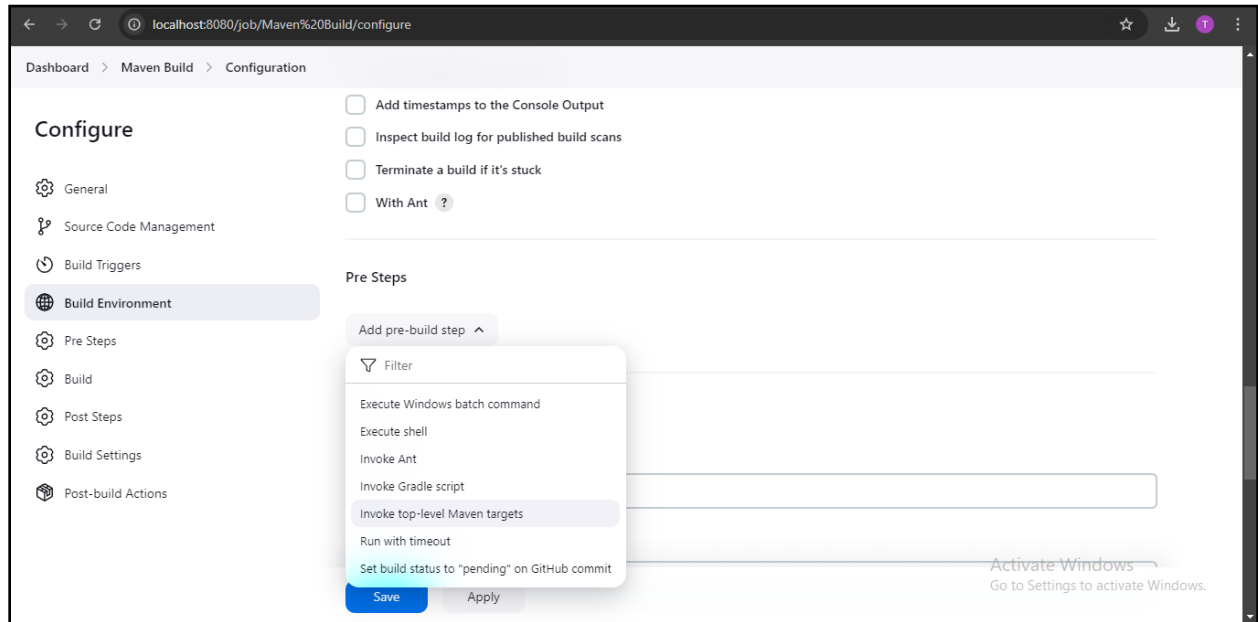 localhost:8080/job/Maven%20Build/configure
T
Dashboard > Maven Build > Configuration
Configure
General
Source Code Management
Build Triggers
Build Environment
Pre Steps
Build
Post Steps
Build Settings
Post-build Actions
Add timestamps to the Console Output
Inspect build log for published build scans
Terminate a build if it's stuck
With Ant ?
Pre Steps
Add pre-build step
Filter
Execute Windows batch command
Execute shell
Invoke Ant
Invoke Gradle script
Invoke top-level Maven targets
Run with timeout
Set build status to "pending" on GitHub commit
Save
Apply
Activate Windows
Go to Settings to activate Windows.